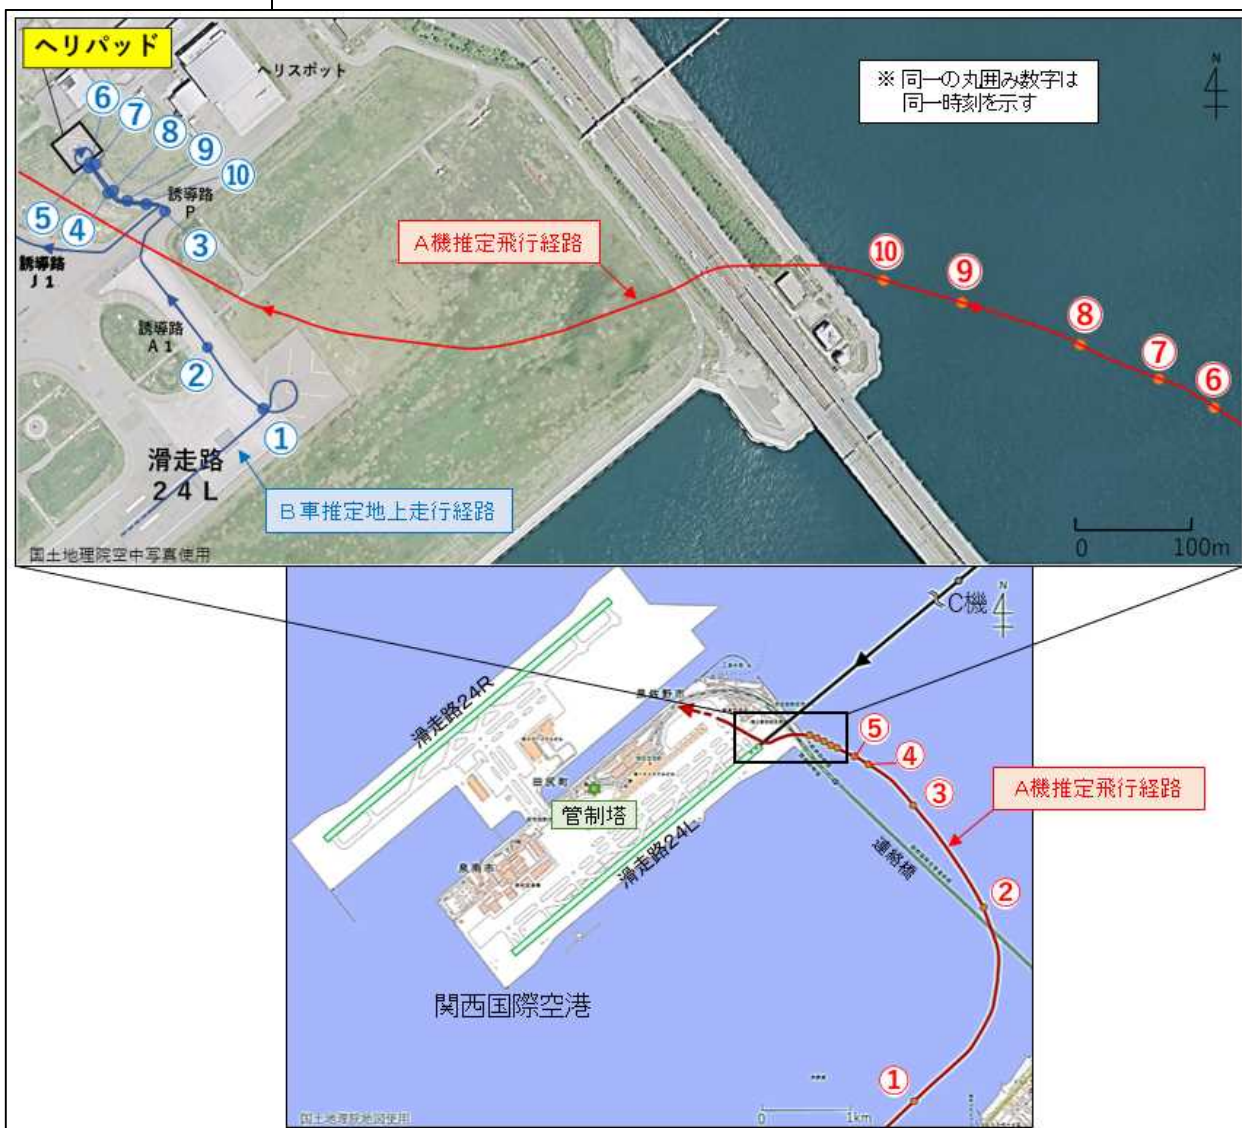 ヘリパッド
ヘリスポット
※ 同一の丸囲み数字は
同一時刻を示す
N
⑥
⑦
⑧
⑨
⑩
誘導路
P
⑤
④
③
誘導路
J1
A機推定飛行経路
⑩
⑨
⑧
⑦
⑥
誘導路
A1
②
①
滑走路
24L
B車推定地上走行経路
国土地理院空中写真使用
0 100m
C機
N
滑走路24R
泉佐野市
⑤
④
③
A機推定飛行経路
田尻町
管制塔
滑走路24L
連絡橋
泉南市
②
関西国際空港
①
国土地理院地図使用
0 1km